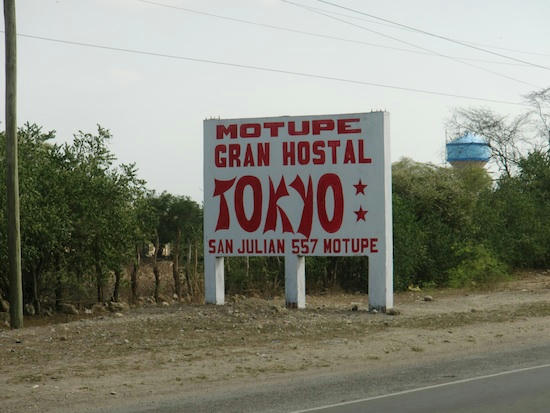 MOTUPE
GRAN HOSTAL
TOKYO
SAN JULIAN 557 MOTUPE